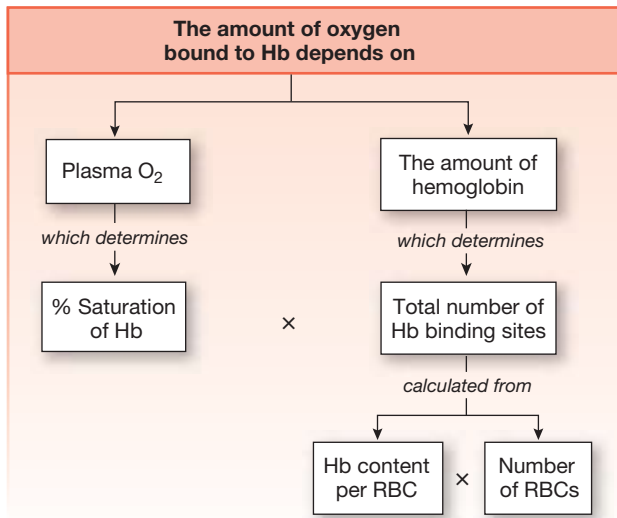 The amount of oxygen
bound to Hb depends on
Plasma O₂
The amount of
hemoglobin
which determines
which determines
% Saturation
of Hb
×
Total number of
Hb binding sites
calculated from
Hb content
per RBC
×
Number
of RBCs